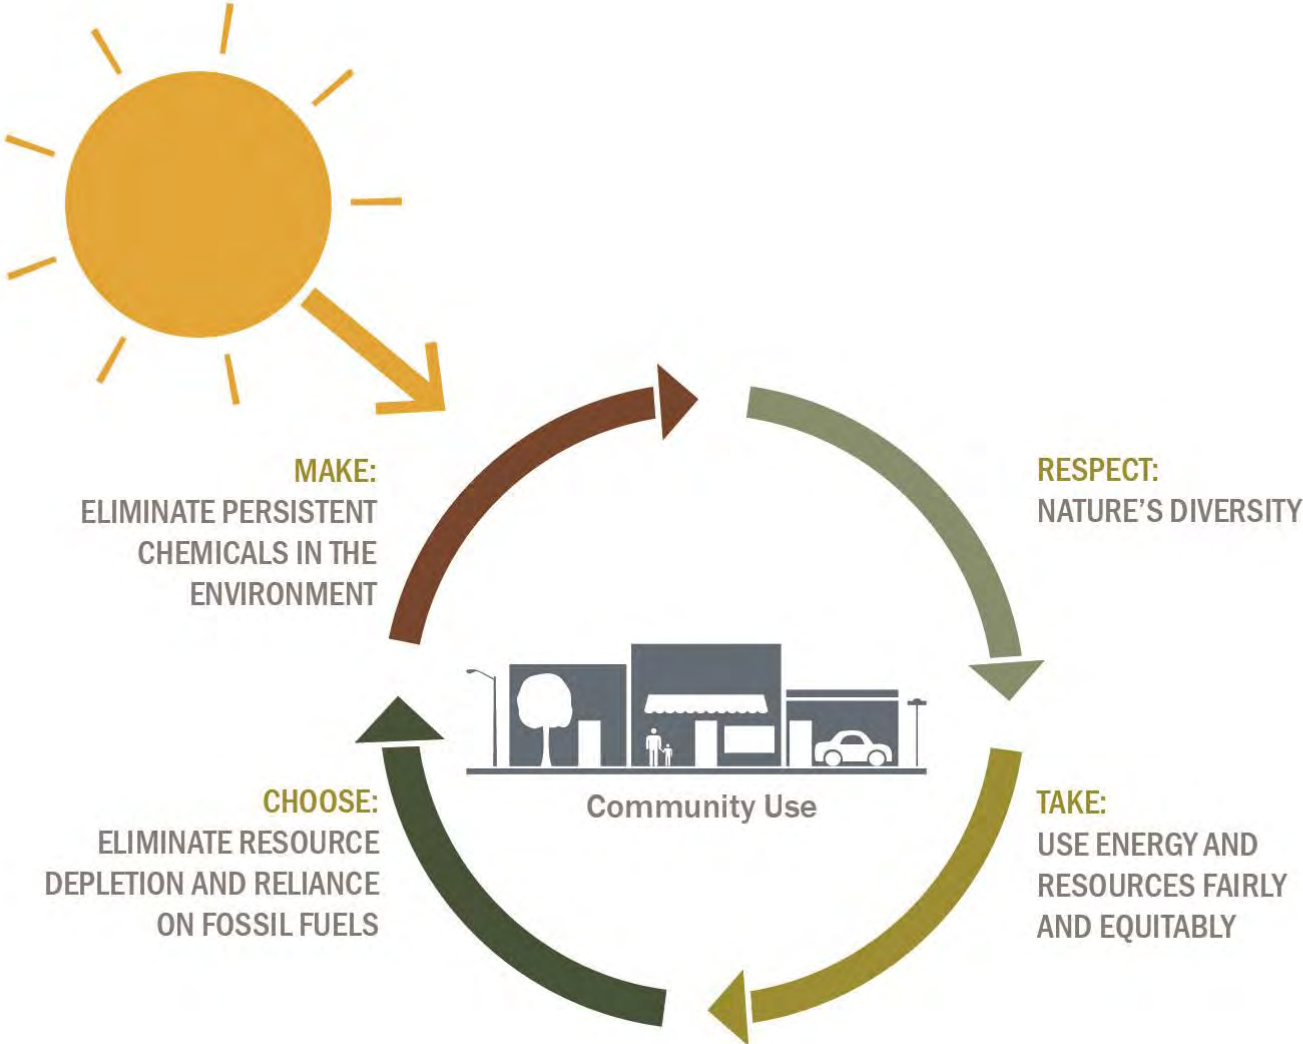 MAKE:
ELIMINATE PERSISTENT
CHEMICALS IN THE
ENVIRONMENT
RESPECT:
NATURE’S DIVERSITY
Community Use
CHOOSE:
ELIMINATE RESOURCE
DEPLETION AND RELIANCE
ON FOSSIL FUELS
TAKE:
USE ENERGY AND
RESOURCES FAIRLY
AND EQUITABLY